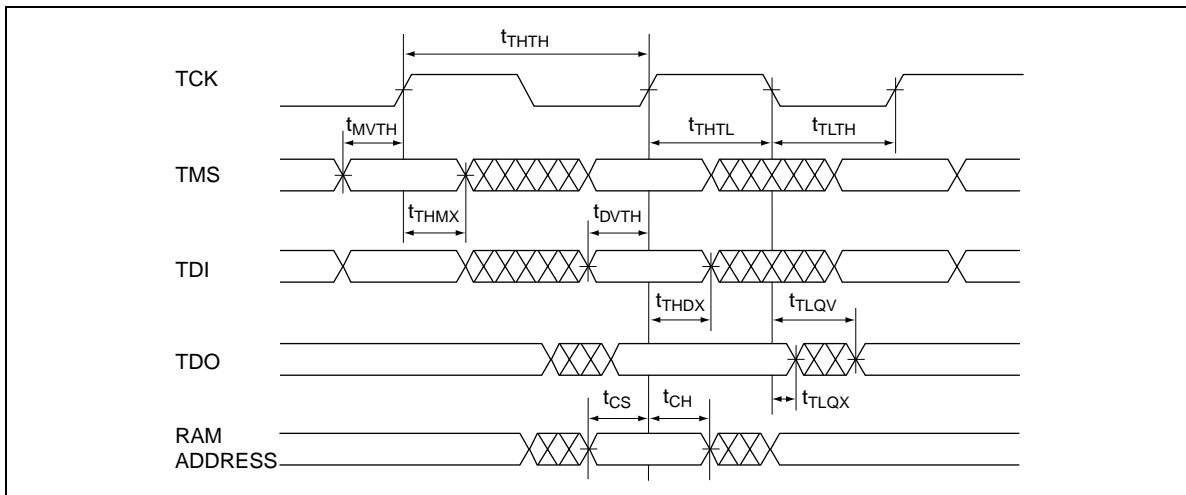 tTHTH
TCK
tMVTH
tTHTL
tTLTH
TMS
tTHMX
tDVTH
TDI
tTHDX
tTLQV
TDO
tCS
tCH
tTLQX
RAM
ADDRESS